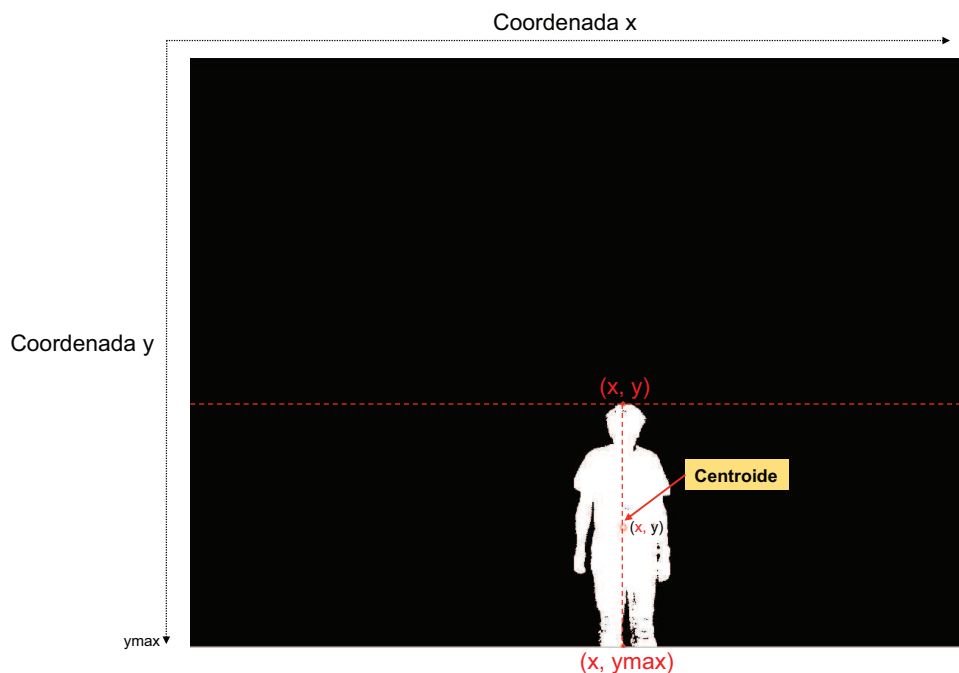 Coordenada x
Coordenada y
(x, y)
Centroide
(x, y)
ymax
(x, ymax)